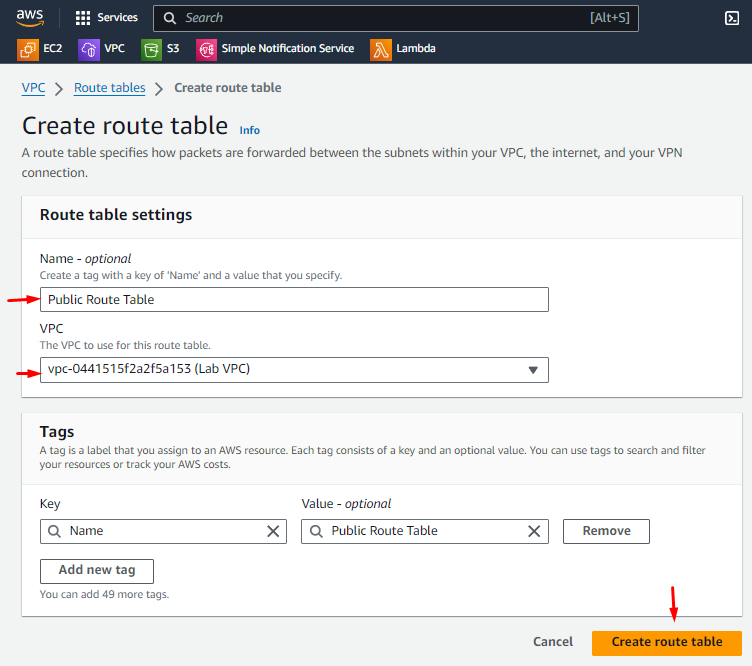 aws Services Search [Alt+S]
EC2 VPC S3 Simple Notification Service Lambda
VPC Route tables Create route table
Create route table Info
A route table specifies how packets are forwarded between the subnets within your VPC, the internet, and your VPN
connection.
Route table settings
Name - optional
Create a tag with a key of 'Name' and a value that you specify.
Public Route Table
VPC
The VPC to use for this route table.
vpc-0441515f2a2f5a153 (Lab VPC)
Tags
A tag is a label that you assign to an AWS resource. Each tag consists of a key and an optional value. You can use tags to search and filter
your resources or track your AWS costs.
Key Value - optional
Name Public Route Table Remove
Add new tag
You can add 49 more tags.
Cancel Create route table